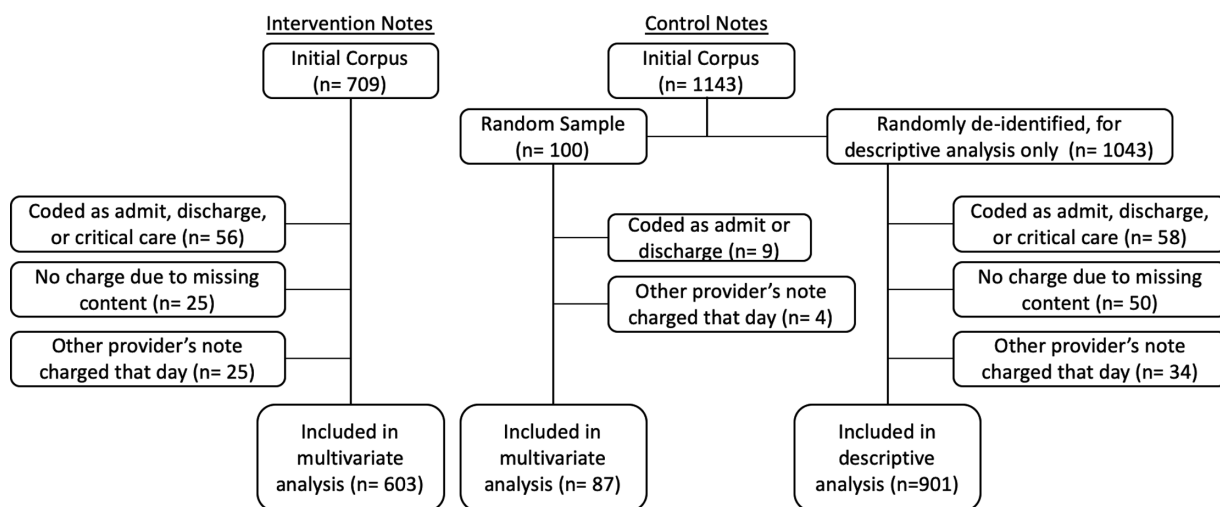 Intervention Notes
Initial Corpus
(n= 709)
Coded as admit, discharge,
or critical care (n= 56)
No charge due to missing
content (n= 25)
Other provider’s note
charged that day (n= 25)
Included in
multivariate
analysis (n= 603)
Control Notes
Initial Corpus
(n= 1143)
Random Sample
(n= 100)
Coded as admit or
discharge (n= 9)
Other provider’s note
charged that day (n= 4)
Included in
multivariate
analysis (n= 87)
Randomly de-identified, for
descriptive analysis only (n= 1043)
Coded as admit, discharge,
or critical care (n= 58)
No charge due to missing
content (n= 50)
Other provider’s note
charged that day (n= 34)
Included in
descriptive
analysis (n=901)